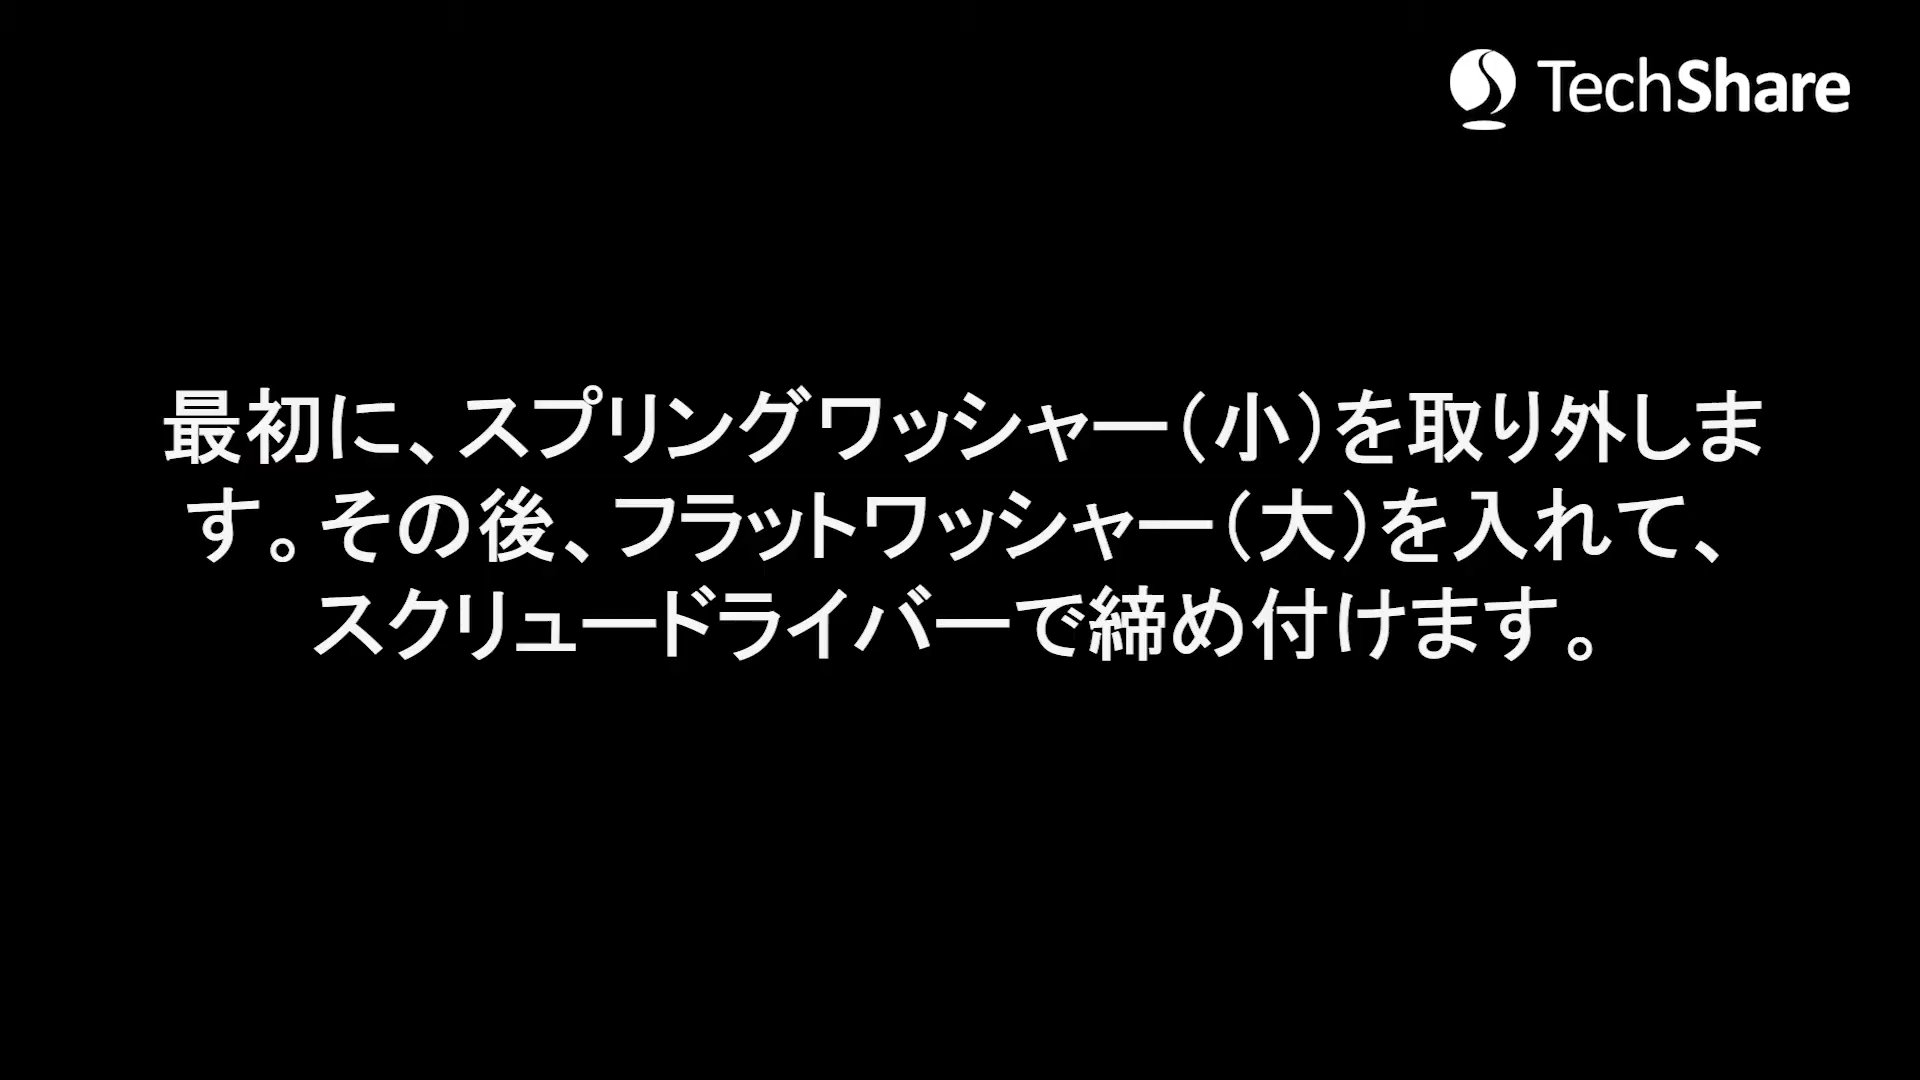 TechShare
最初に、スプリングワッシャー（小）を取り外しま
す。その後、フラットワッシャー（大）を入れて、
スクリュードライバーで締め付けます。